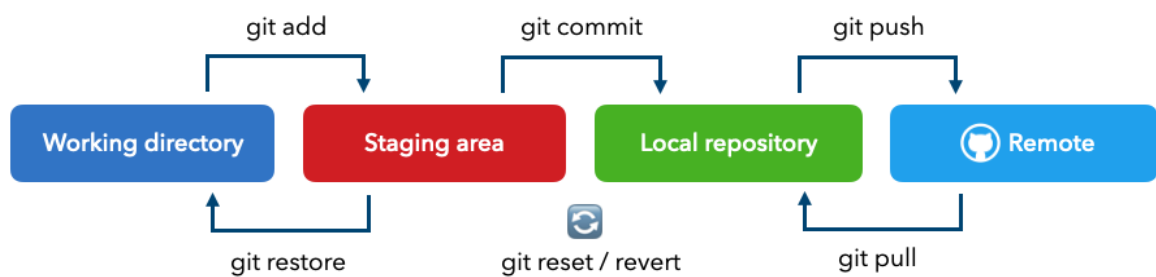 git add
git commit
git push
Working directory
Staging area
Local repository
Remote
git restore
git reset / revert
git pull